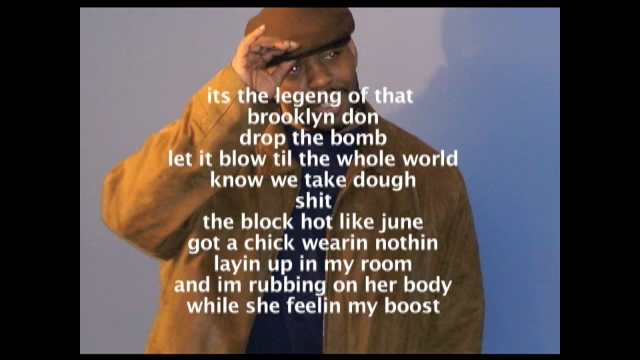 its the legeng of that
brooklyn don
drop the bomb
let it blow til the whole world
know we take dough
shit
the block hot like june
got a chick wearin nothin
layin up in my room
and im rubbing on her body
while she feelin my boost